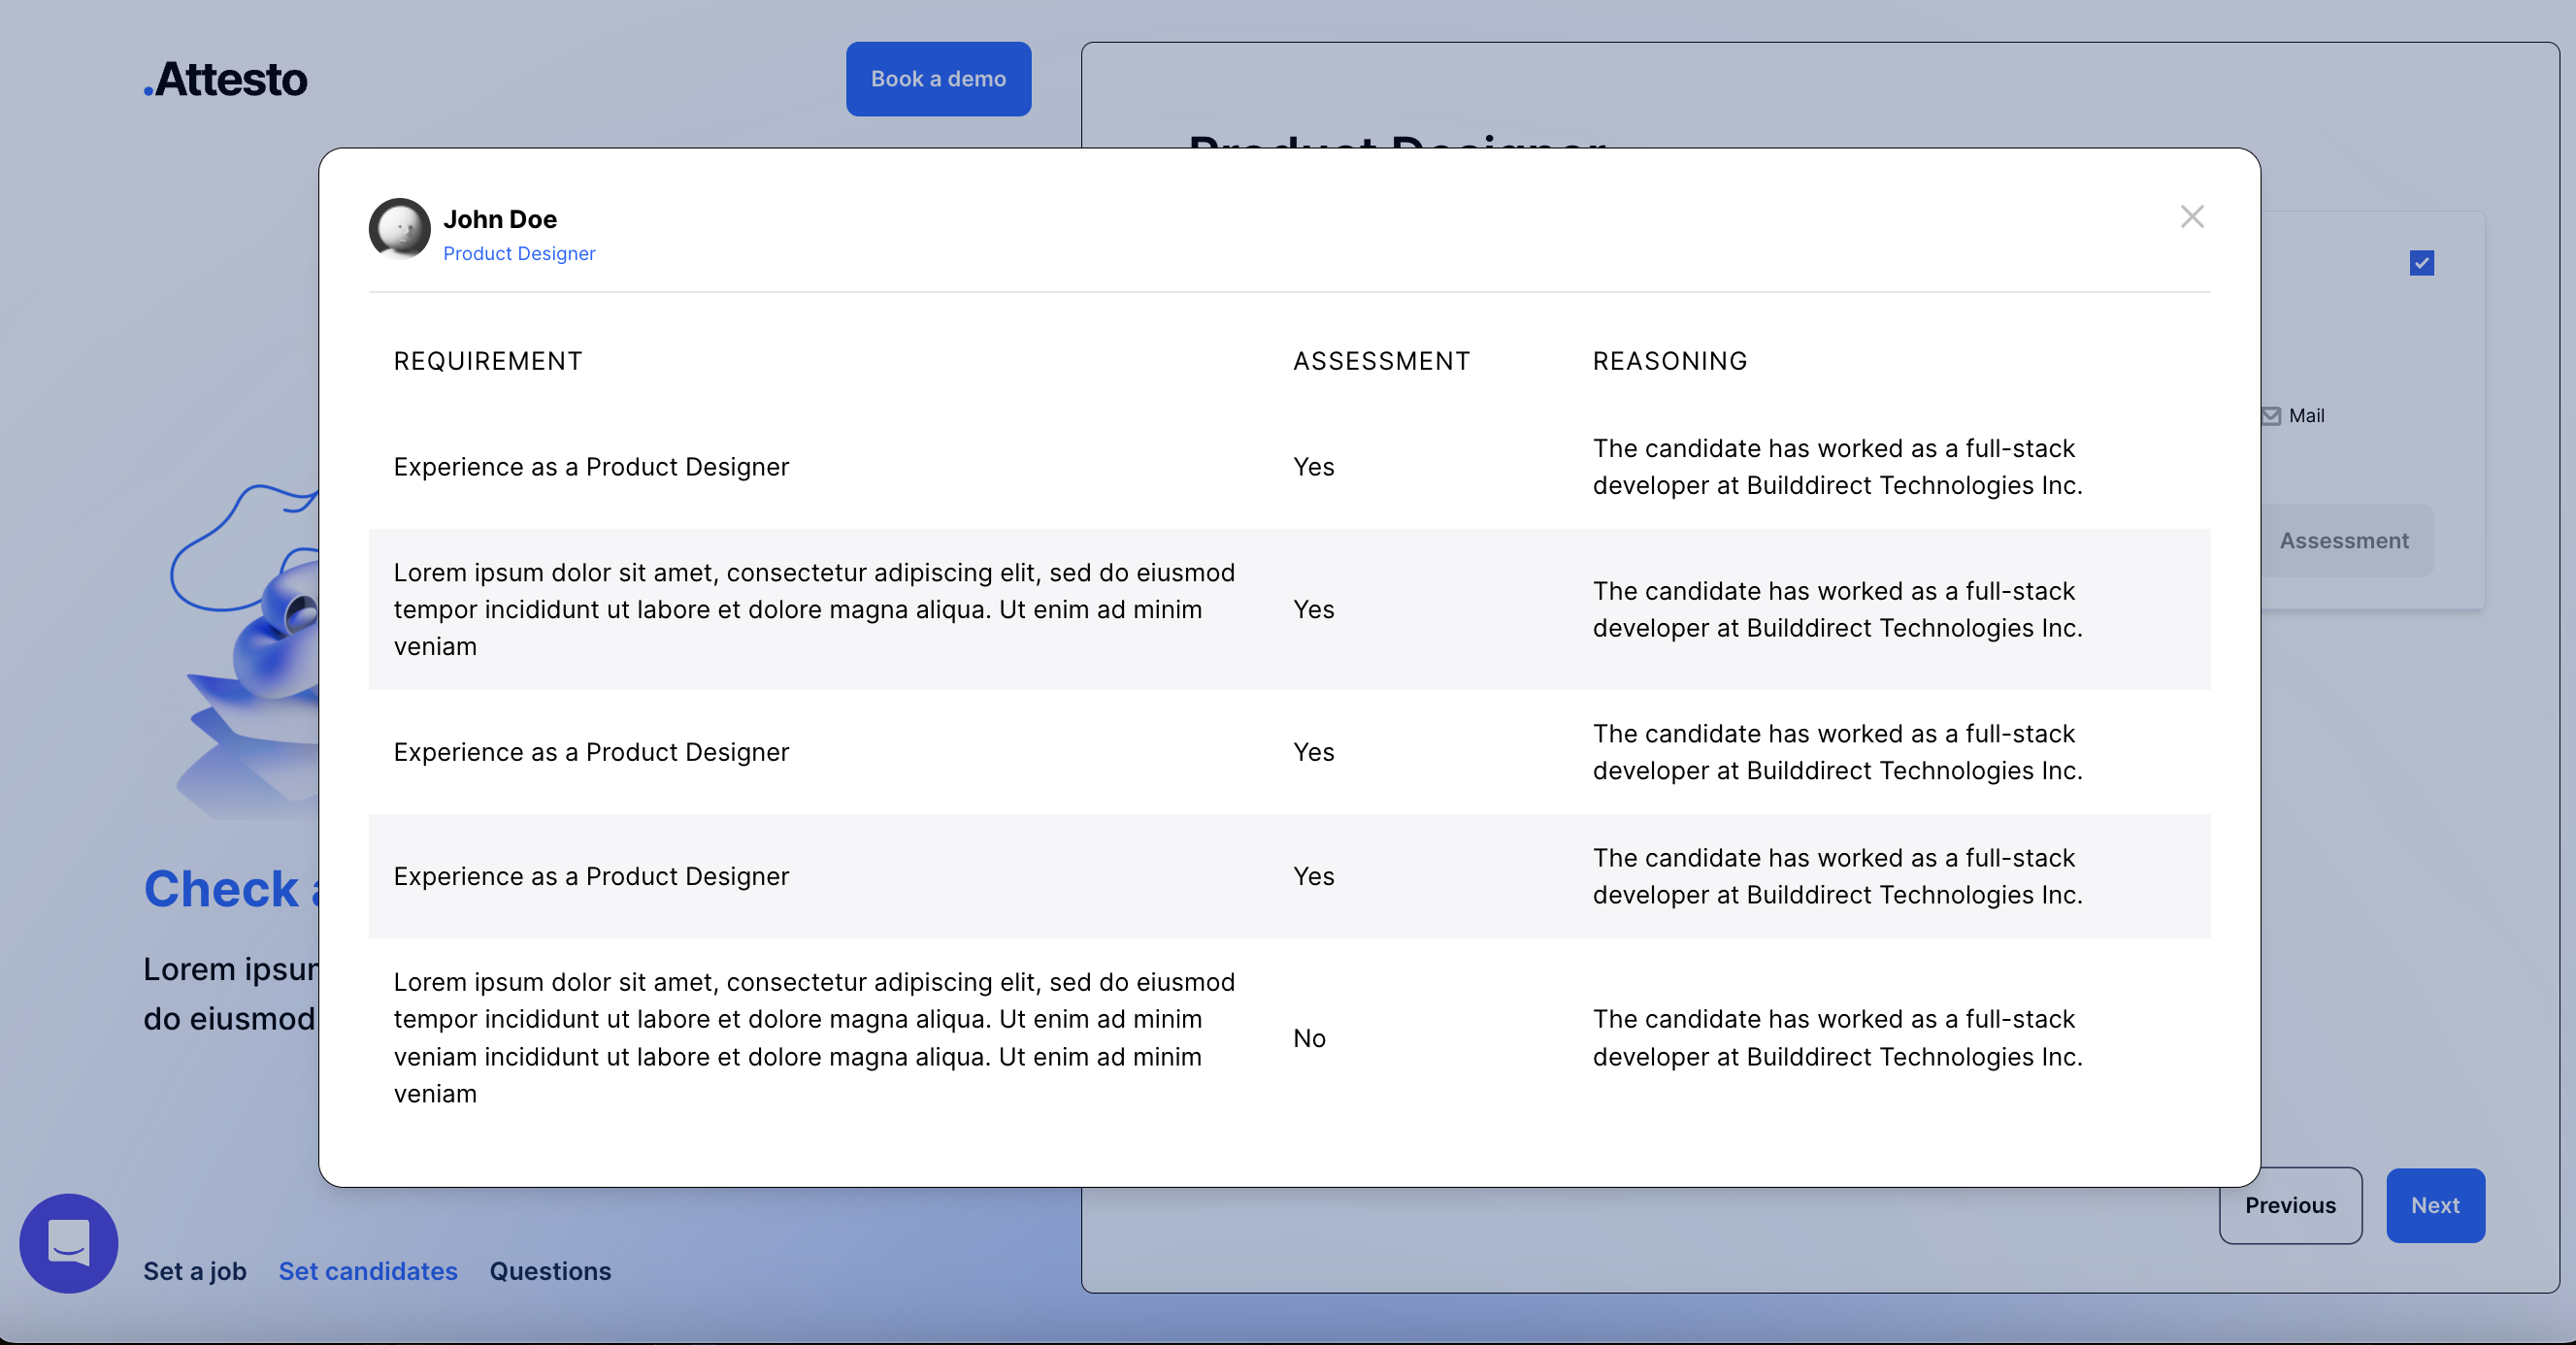 .Attesto
Book a demo
Product Designer
John Doe
Product Designer
REQUIREMENT
ASSESSMENT
REASONING
Experience as a Product Designer
Yes
The candidate has worked as a full-stack
developer at Builddirect Technologies Inc.
Lorem ipsum dolor sit amet, consectetur adipiscing elit, sed do eiusmod
tempor incididunt ut labore et dolore magna aliqua. Ut enim ad minim
veniam
Yes
The candidate has worked as a full-stack
developer at Builddirect Technologies Inc.
Experience as a Product Designer
Yes
The candidate has worked as a full-stack
developer at Builddirect Technologies Inc.
Experience as a Product Designer
Yes
The candidate has worked as a full-stack
developer at Builddirect Technologies Inc.
Lorem ipsum dolor sit amet, consectetur adipiscing elit, sed do eiusmod
tempor incididunt ut labore et dolore magna aliqua. Ut enim ad minim
veniam incididunt ut labore et dolore magna aliqua. Ut enim ad minim
veniam
No
The candidate has worked as a full-stack
developer at Builddirect Technologies Inc.
Mail
Assessment
Check
Lorem
do eiusmod
Previous
Next
Set a job
Set candidates
Questions